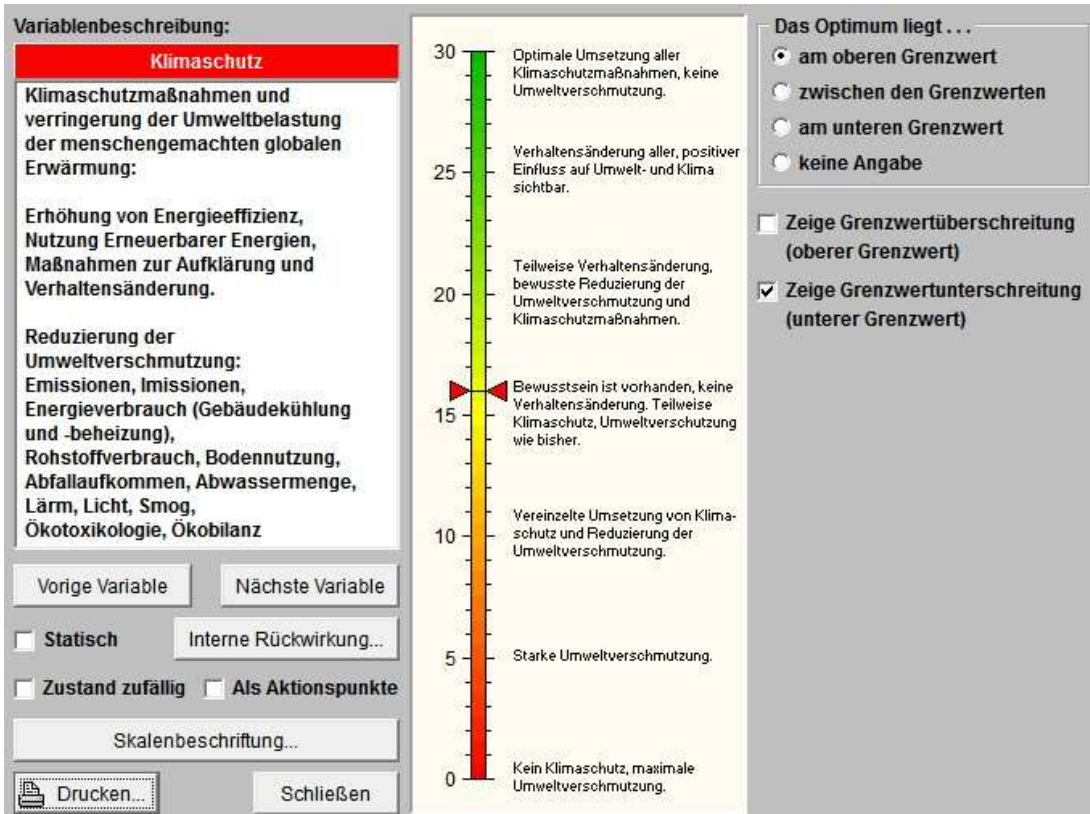 Variablenbeschreibung:
Klimaschutz
Klimaschutzmaßnahmen und
verringerung der Umweltbelastung
der menschengemachten globalen
Erwärmung:
Erhöhung von Energieeffizienz,
Nutzung Erneuerbarer Energien,
Maßnahmen zur Aufklärung und
Verhaltensänderung.
Reduzierung der
Umweltverschmutzung:
Emissionen, Imissionen,
Energieverbrauch (Gebäudekühlung
und -beheizung),
Rohstoffverbrauch, Bodennutzung,
Abfallaufkommen, Abwassermenge,
Lärm, Licht, Smog,
Ökotoxikologie, Ökobilanz
Vorige Variable
Nächste Variable
Statisch
Interne Rückwirkung...
Zustand zufällig
Als Aktionspunkte
Skalenbeschriftung...
Drucken...
Schließen
30
Optimale Umsetzung aller
Klimaschutzmaßnahmen, keine
Umweltverschmutzung.
25
Verhaltensänderung aller, positiver
Einfluss auf Umwelt- und Klima
sichtbar.
20
Teilweise Verhaltensänderung,
bewusste Reduzierung der
Umweltverschmutzung und
Klimaschutzmaßnahmen.
15
Bewusstsein ist vorhanden, keine
Verhaltensänderung. Teilweise
Klimaschutz, Umweltverschutzung
wie bisher.
10
Vereinzelte Umsetzung von Klima-
schutz und Reduzierung der
Umweltverschmutzung.
5
Starke Umweltverschmutzung.
0
Kein Klimaschutz, maximale
Umweltverschmutzung.
Das Optimum liegt . . .
am oberen Grenzwert
zwischen den Grenzwerten
am unteren Grenzwert
keine Angabe
Zeige Grenzwertüberschreitung
(oberer Grenzwert)
Zeige Grenzwertunterschreitung
(unterer Grenzwert)